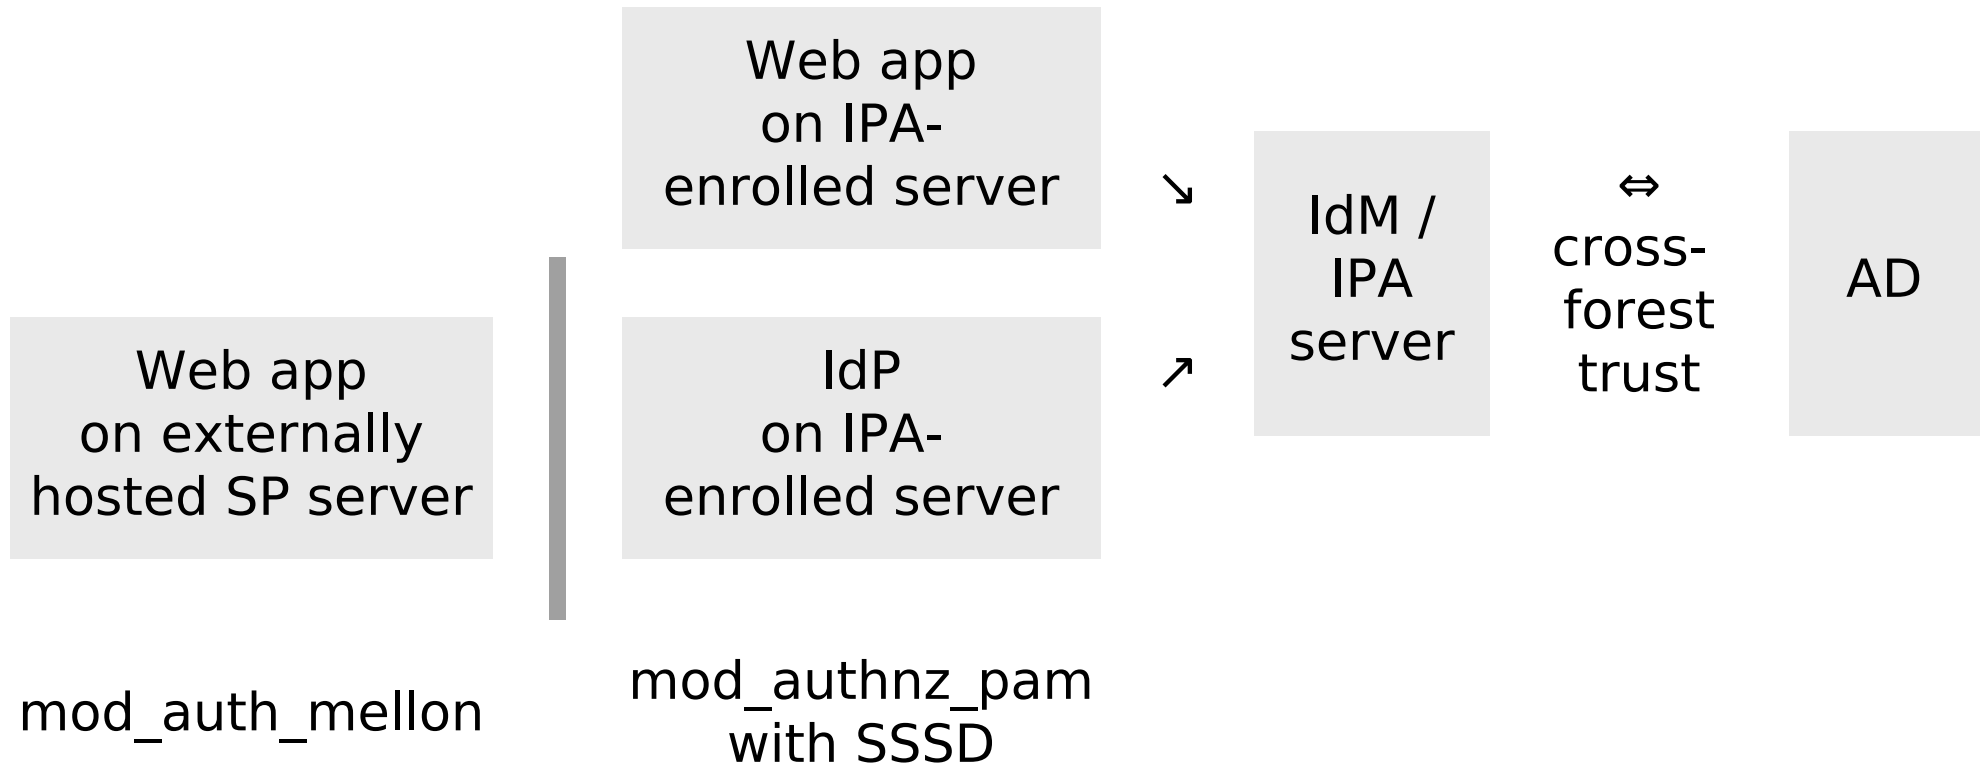 Web app
on IPA-
enrolled server
Web app
on externally
hosted SP server
IdP
on IPA-
enrolled server
↘
↗
IdM /
IPA
server
⇔
cross-
forest
trust
AD
mod_auth_mellon
mod_authnz_pam
with SSSD